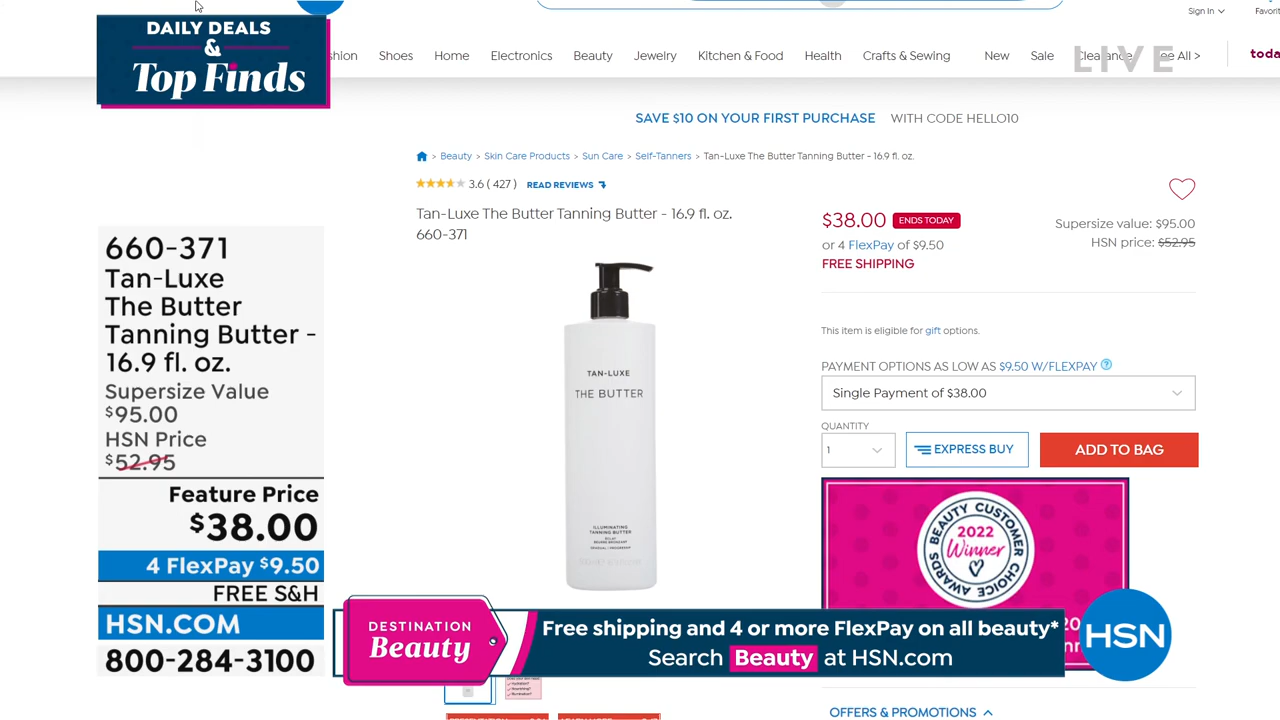 DAILY DEALS
&
Top Finds
Sign In
Favorit
Shoes
Home
Electronics
Beauty
Jewelry
Kitchen & Food
Health
Crafts & Sewing
New
Sale
LIVE
toda
SAVE $10 ON YOUR FIRST PURCHASE WITH CODE HELLO10
> Beauty > Skin Care Products > Sun Care > Self-Tanners > Tan-Luxe The Butter Tanning Butter - 16.9 fl. oz.
3.6 ( 427 ) READ REVIEWS
Tan-Luxe The Butter Tanning Butter - 16.9 fl. oz.
660-371
$38.00 ENDS TODAY
or 4 FlexPay of $9.50
FREE SHIPPING
Supersize value: $95.00
HSN price: $52.95
This item is eligible for gift options.
PAYMENT OPTIONS AS LOW AS $9.50 W/FLEXPAY ?
Single Payment of $38.00
QUANTITY
1
EXPRESS BUY
ADD TO BAG
660-371
Tan-Luxe
The Butter
Tanning Butter -
16.9 fl. oz.
Supersize Value
$95.00
HSN Price
$52.95
Feature Price
$38.00
4 FlexPay $9.50
FREE S&H
HSN.COM
800-284-3100
TAN-LUXE
THE BUTTER
ILLUMINATING
TANNING BUTTER
BEAUTY CUSTOMER
CHOICE AWARDS
2022
Winner
DESTINATION
Beauty
Free shipping and 4 or more FlexPay on all beauty*
Search Beauty at HSN.com
HSN
OFFERS & PROMOTIONS